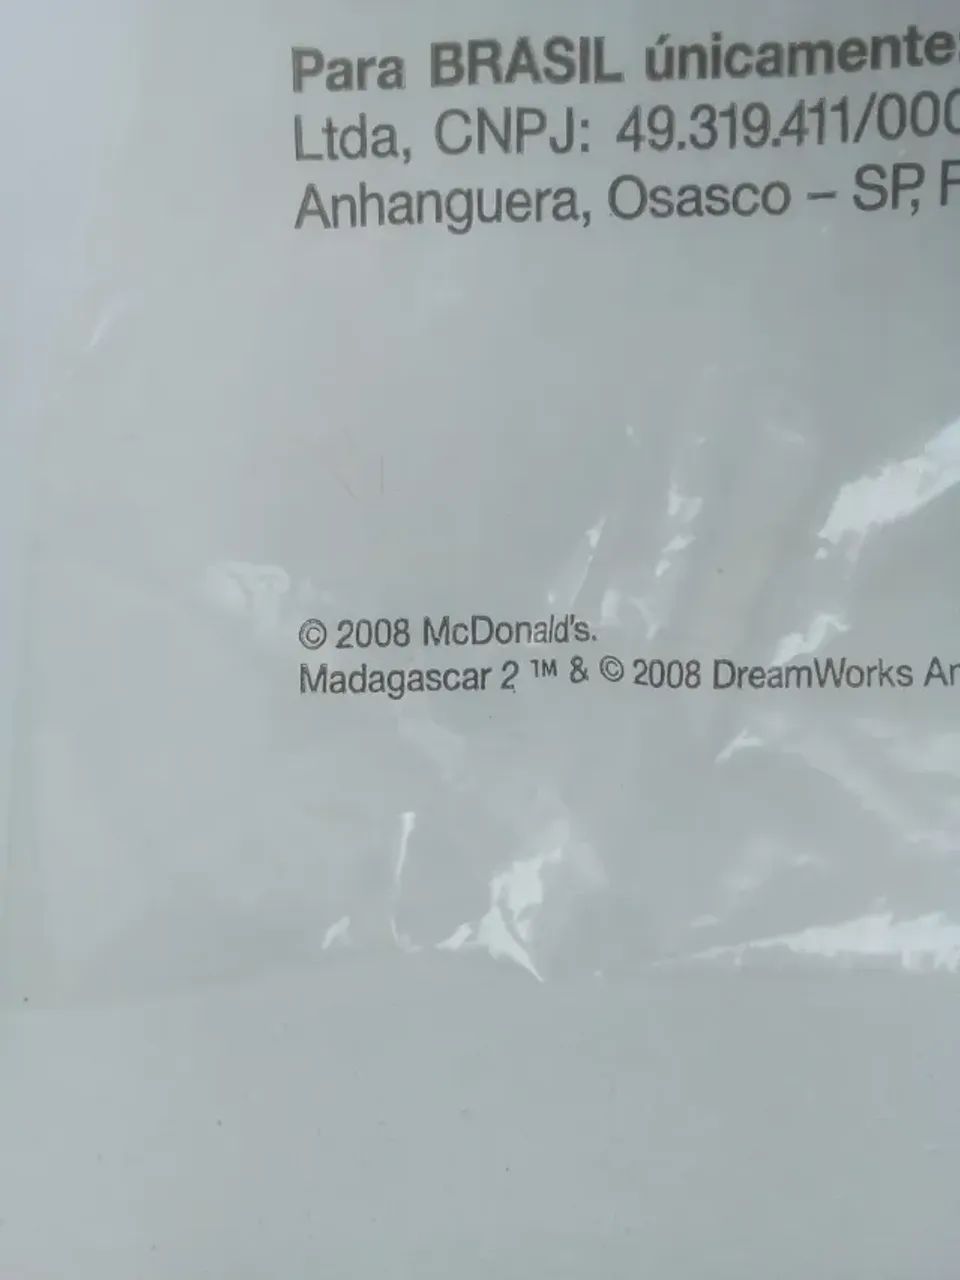 Para BRASIL únicamente:
Ltda, CNPJ: 49.319.411/000
Anhanguera, Osasco – SP,
© 2008 McDonald's.
Madagascar 2 ™ & © 2008 DreamWorks An